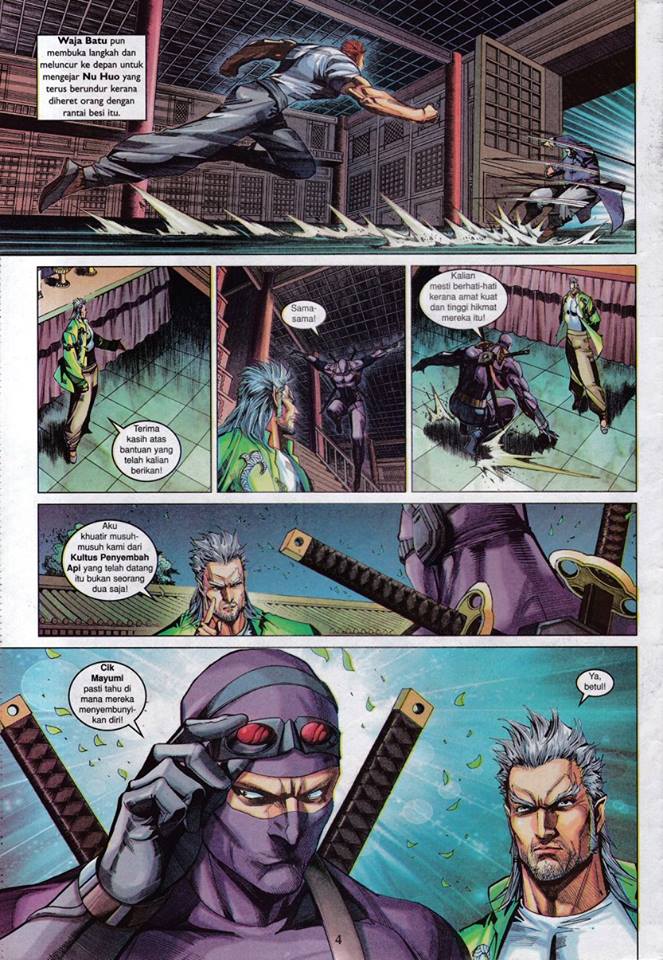 Waja Batu pun
membuka langkah dan
meluncur ke depan untuk
mengejar Nu Huo yang
terus berundur kerana
diheret orang dengan
rantai besi itu.
Terima
kasih atas
bantuan yang
telah kalian
berikan!
Sama-
sama!
Kalian
mesti berhati-hati
kerana amat kuat
dan tinggi hikmat
mereka itu!
Aku
khuatir musuh-
musuh kami dari
Kultus Penyembah
Api yang telah datang
itu bukan seorang
dua saja!
Cik
Mayumi
pasti tahu di
mana mereka
menyembunyi-
kan diri!
Ya,
betul!
4